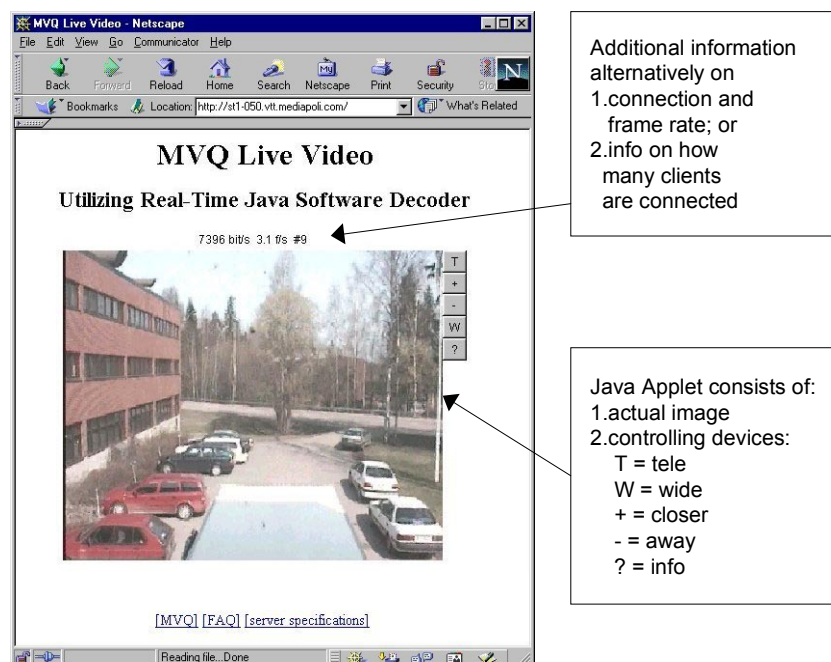 MVQ Live Video - Netscape
File Edit View Go Communicator Help
Back Forward Reload Home Search Netscape Print Security Stop
Bookmarks Location: http://st1-050.vtt.mediapoli.com/ What's Related
MVQ Live Video
Utilizing Real-Time Java Software Decoder
7396 bit/s 3.1 f/s #9
T
+
-
W
?
[MVQ] [FAQ] [server specifications]
Reading file...Done
Additional information
alternatively on
1.connection and
frame rate; or
2.info on how
many clients
are connected
Java Applet consists of:
1.actual image
2.controlling devices:
T = tele
W = wide
+ = closer
- = away
? = info